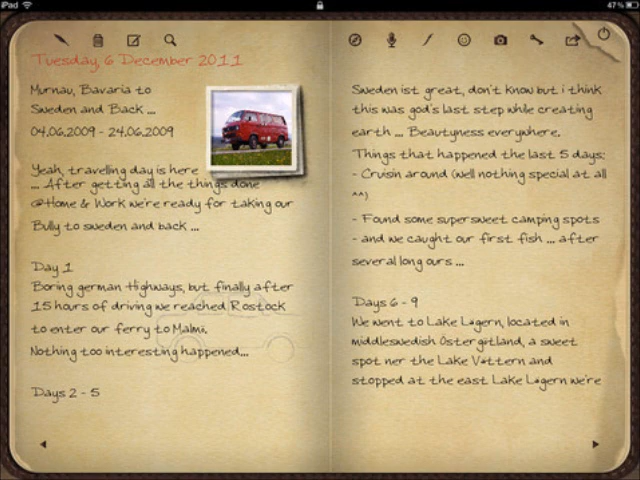 iPad
47%
Tuesday, 6 December 2011
Murnau, Bavaria to
Sweden and Back ...
04.06.2009 - 24.06.2009
Yeah, travelling day is here
... After getting all the things done
@Home & Work we're ready for taking our
Bully to sweden and back ...
Day 1
Boring german Highways, but finally after
15 hours of driving we reached Rostock
to enter our ferry to Malmi.
Nothing too interesting happened...
Days 2 - 5
Sweden ist great, don't know but i think
this was god's last step while creating
earth ... Beautyness everywhere.
Things that happened the last 5 days:
- Cruisin around (well nothing special at all
^^)
- Found some supersweet camping spots
- and we caught our first fish ... after
several long ours ...
Days 6 - 9
We went to Lake Lagern, located in
middleswedish Östergötland, a sweet
spot ner the Lake Vättern and
stopped at the east Lake Lagern we're